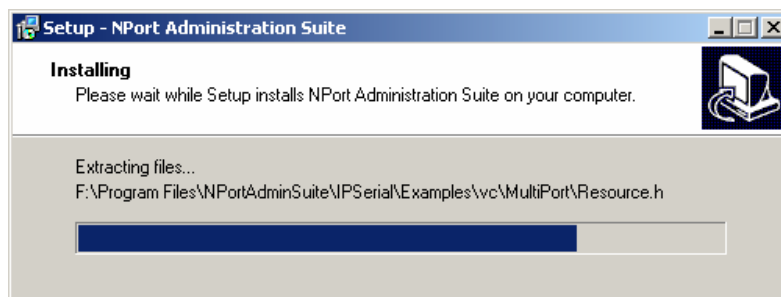 Setup - NPort Administration Suite
Installing
Please wait while Setup installs NPort Administration Suite on your computer.
Extracting files...
F:\Program Files\NPortAdminSuite\IPSerial\Examples\vc\MultiPort\Resource.h